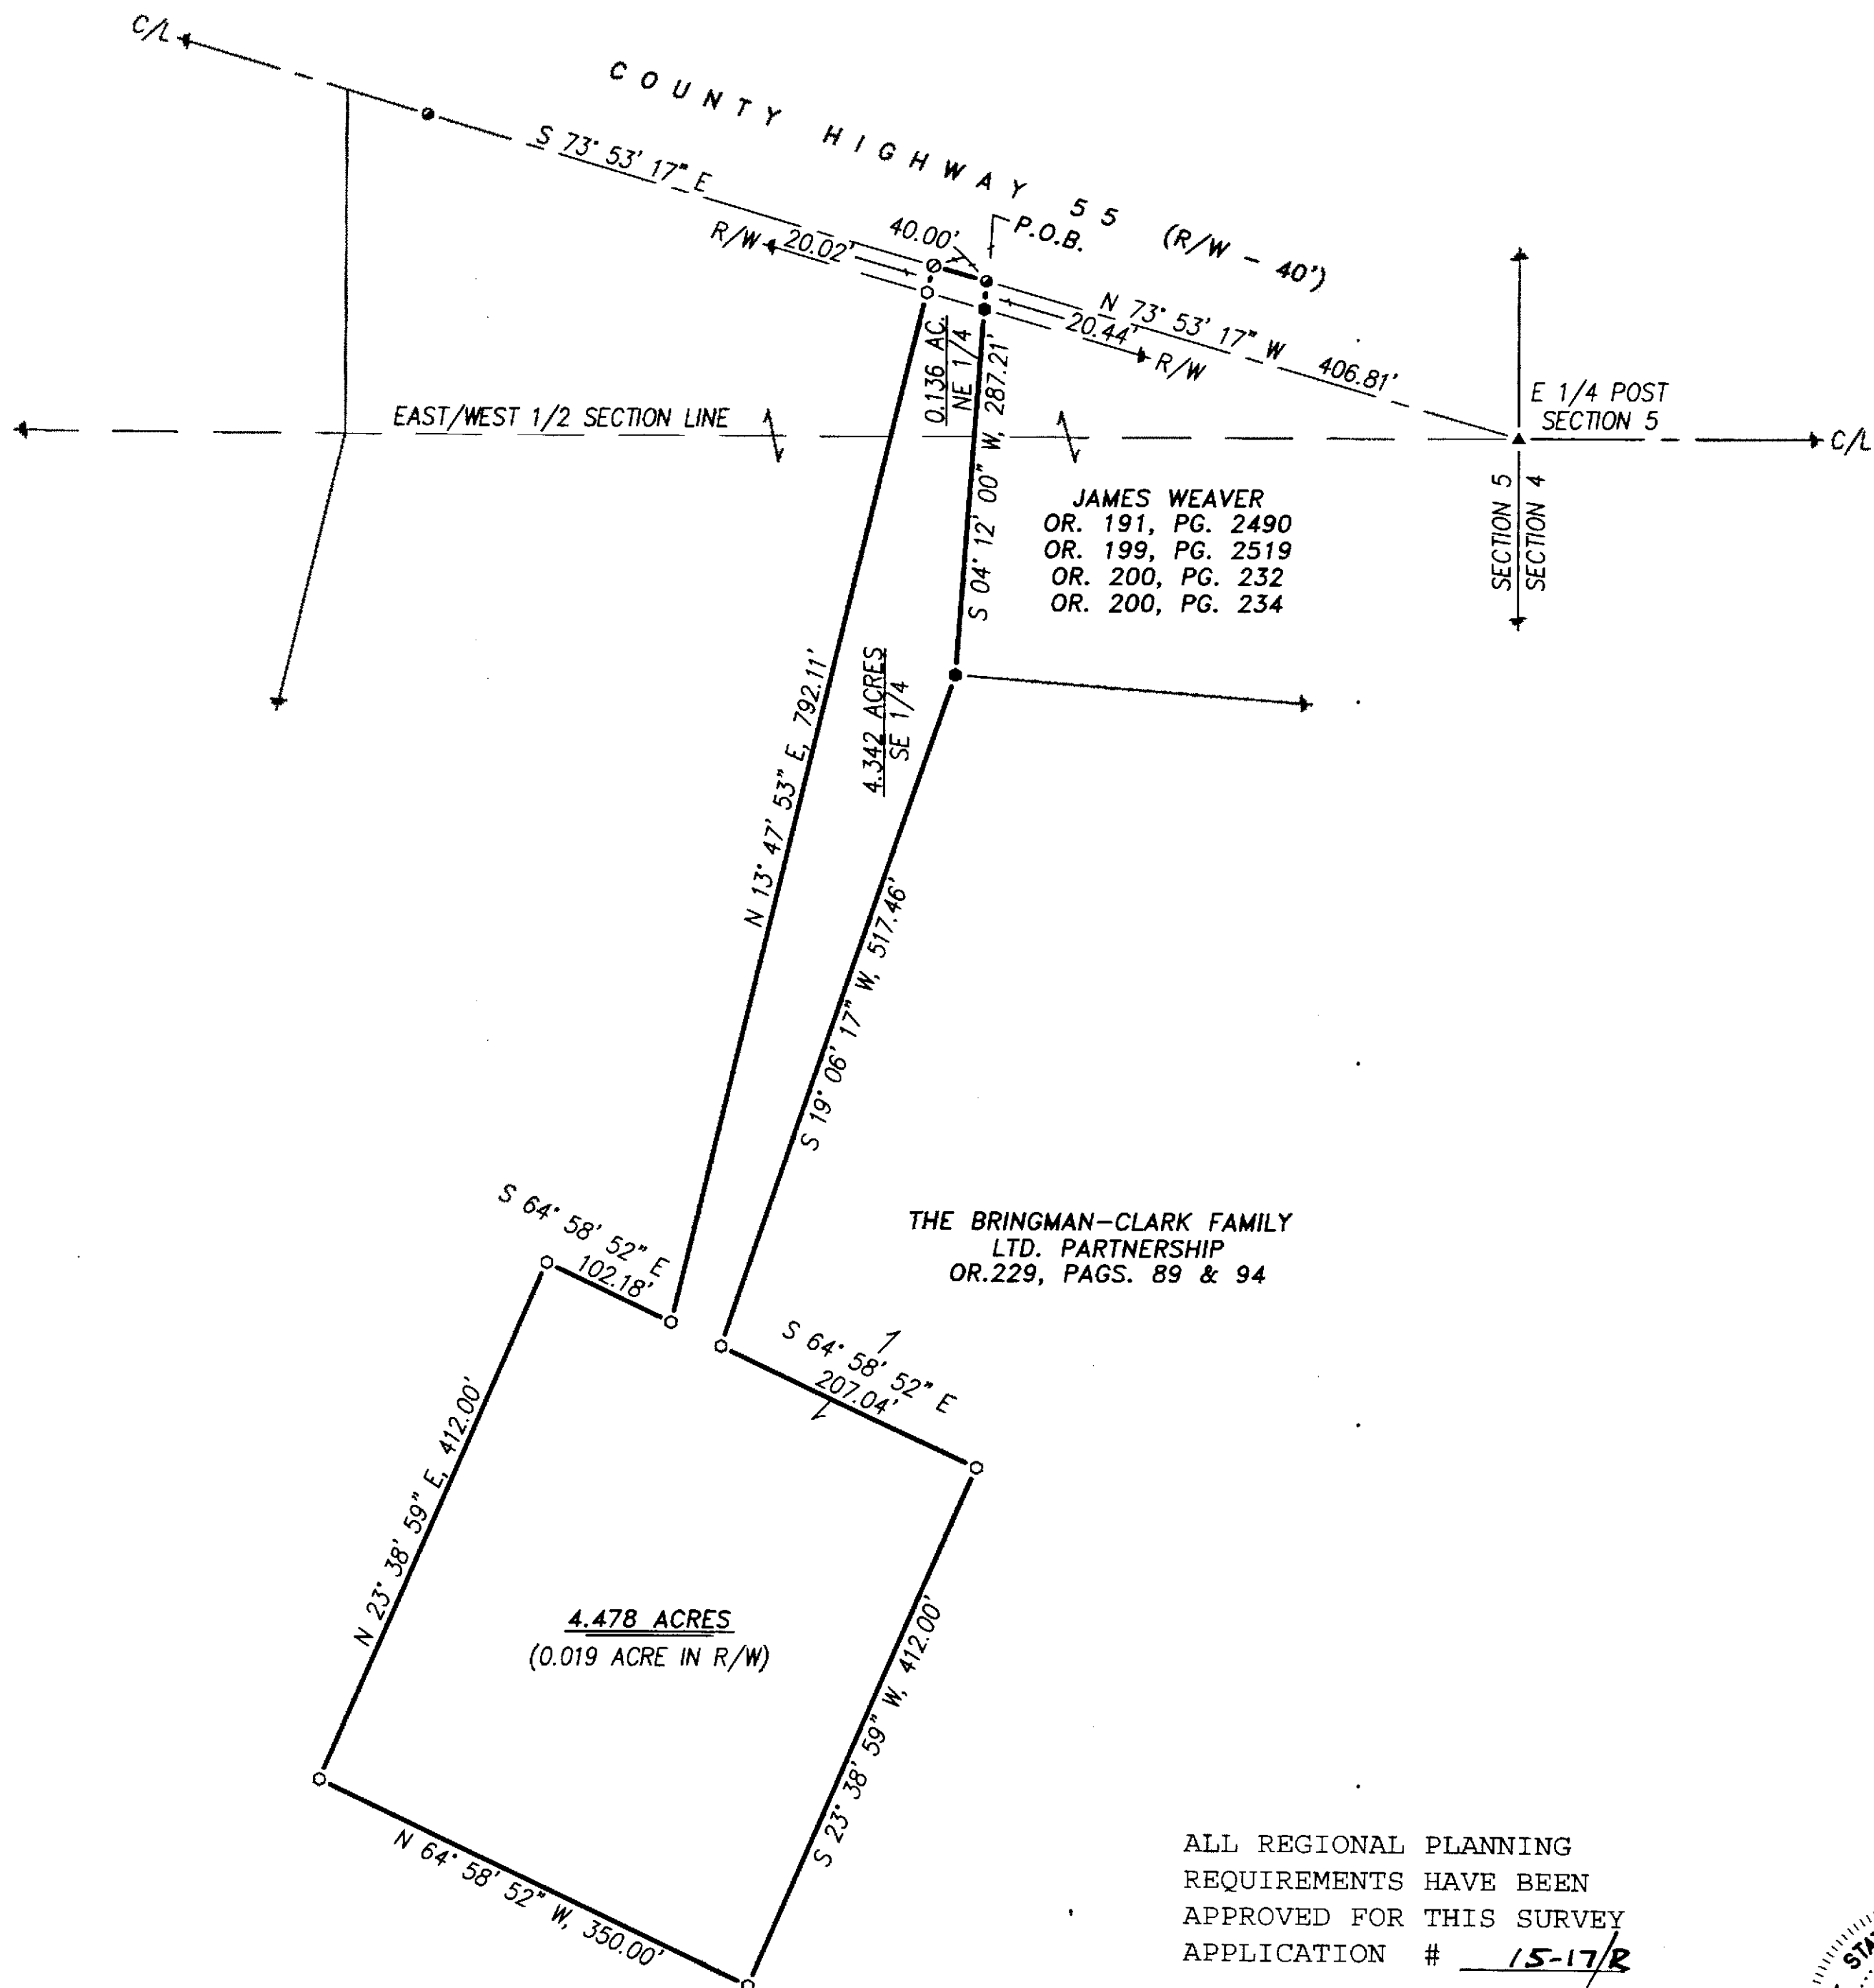 C/L
COUNTY HIGHWAY 55 (R/W - 40')
S 73° 53' 17" E
R/W
20.02'
40.00'
P.O.B.
N 73° 53' 17" W 406.81'
20.44'
R/W
E 1/4 POST
SECTION 5
EAST/WEST 1/2 SECTION LINE
C/L
0.136 AC.
NE 1/4
S 04° 12' 00" W, 287.21'
SECTION 5
SECTION 4
JAMES WEAVER
OR. 191, PG. 2490
OR. 199, PG. 2519
OR. 200, PG. 232
OR. 200, PG. 234
4.342 ACRES
SE 1/4
N 13° 47' 53" E, 792.11'
S 19° 06' 17" W, 517.46'
S 64° 58' 52" E
102.18'
THE BRINGMAN-CLARK FAMILY
LTD. PARTNERSHIP
OR.229, PAGS. 89 & 94
S 64° 58' 52" E
207.04'
N 23° 38' 59" E, 412.00'
4.478 ACRES
(0.019 ACRE IN R/W)
S 23° 38' 59" W, 412.00'
N 64° 58' 52" W, 350.00'
ALL REGIONAL PLANNING
REQUIREMENTS HAVE BEEN
APPROVED FOR THIS SURVEY
APPLICATION # 15-17/R